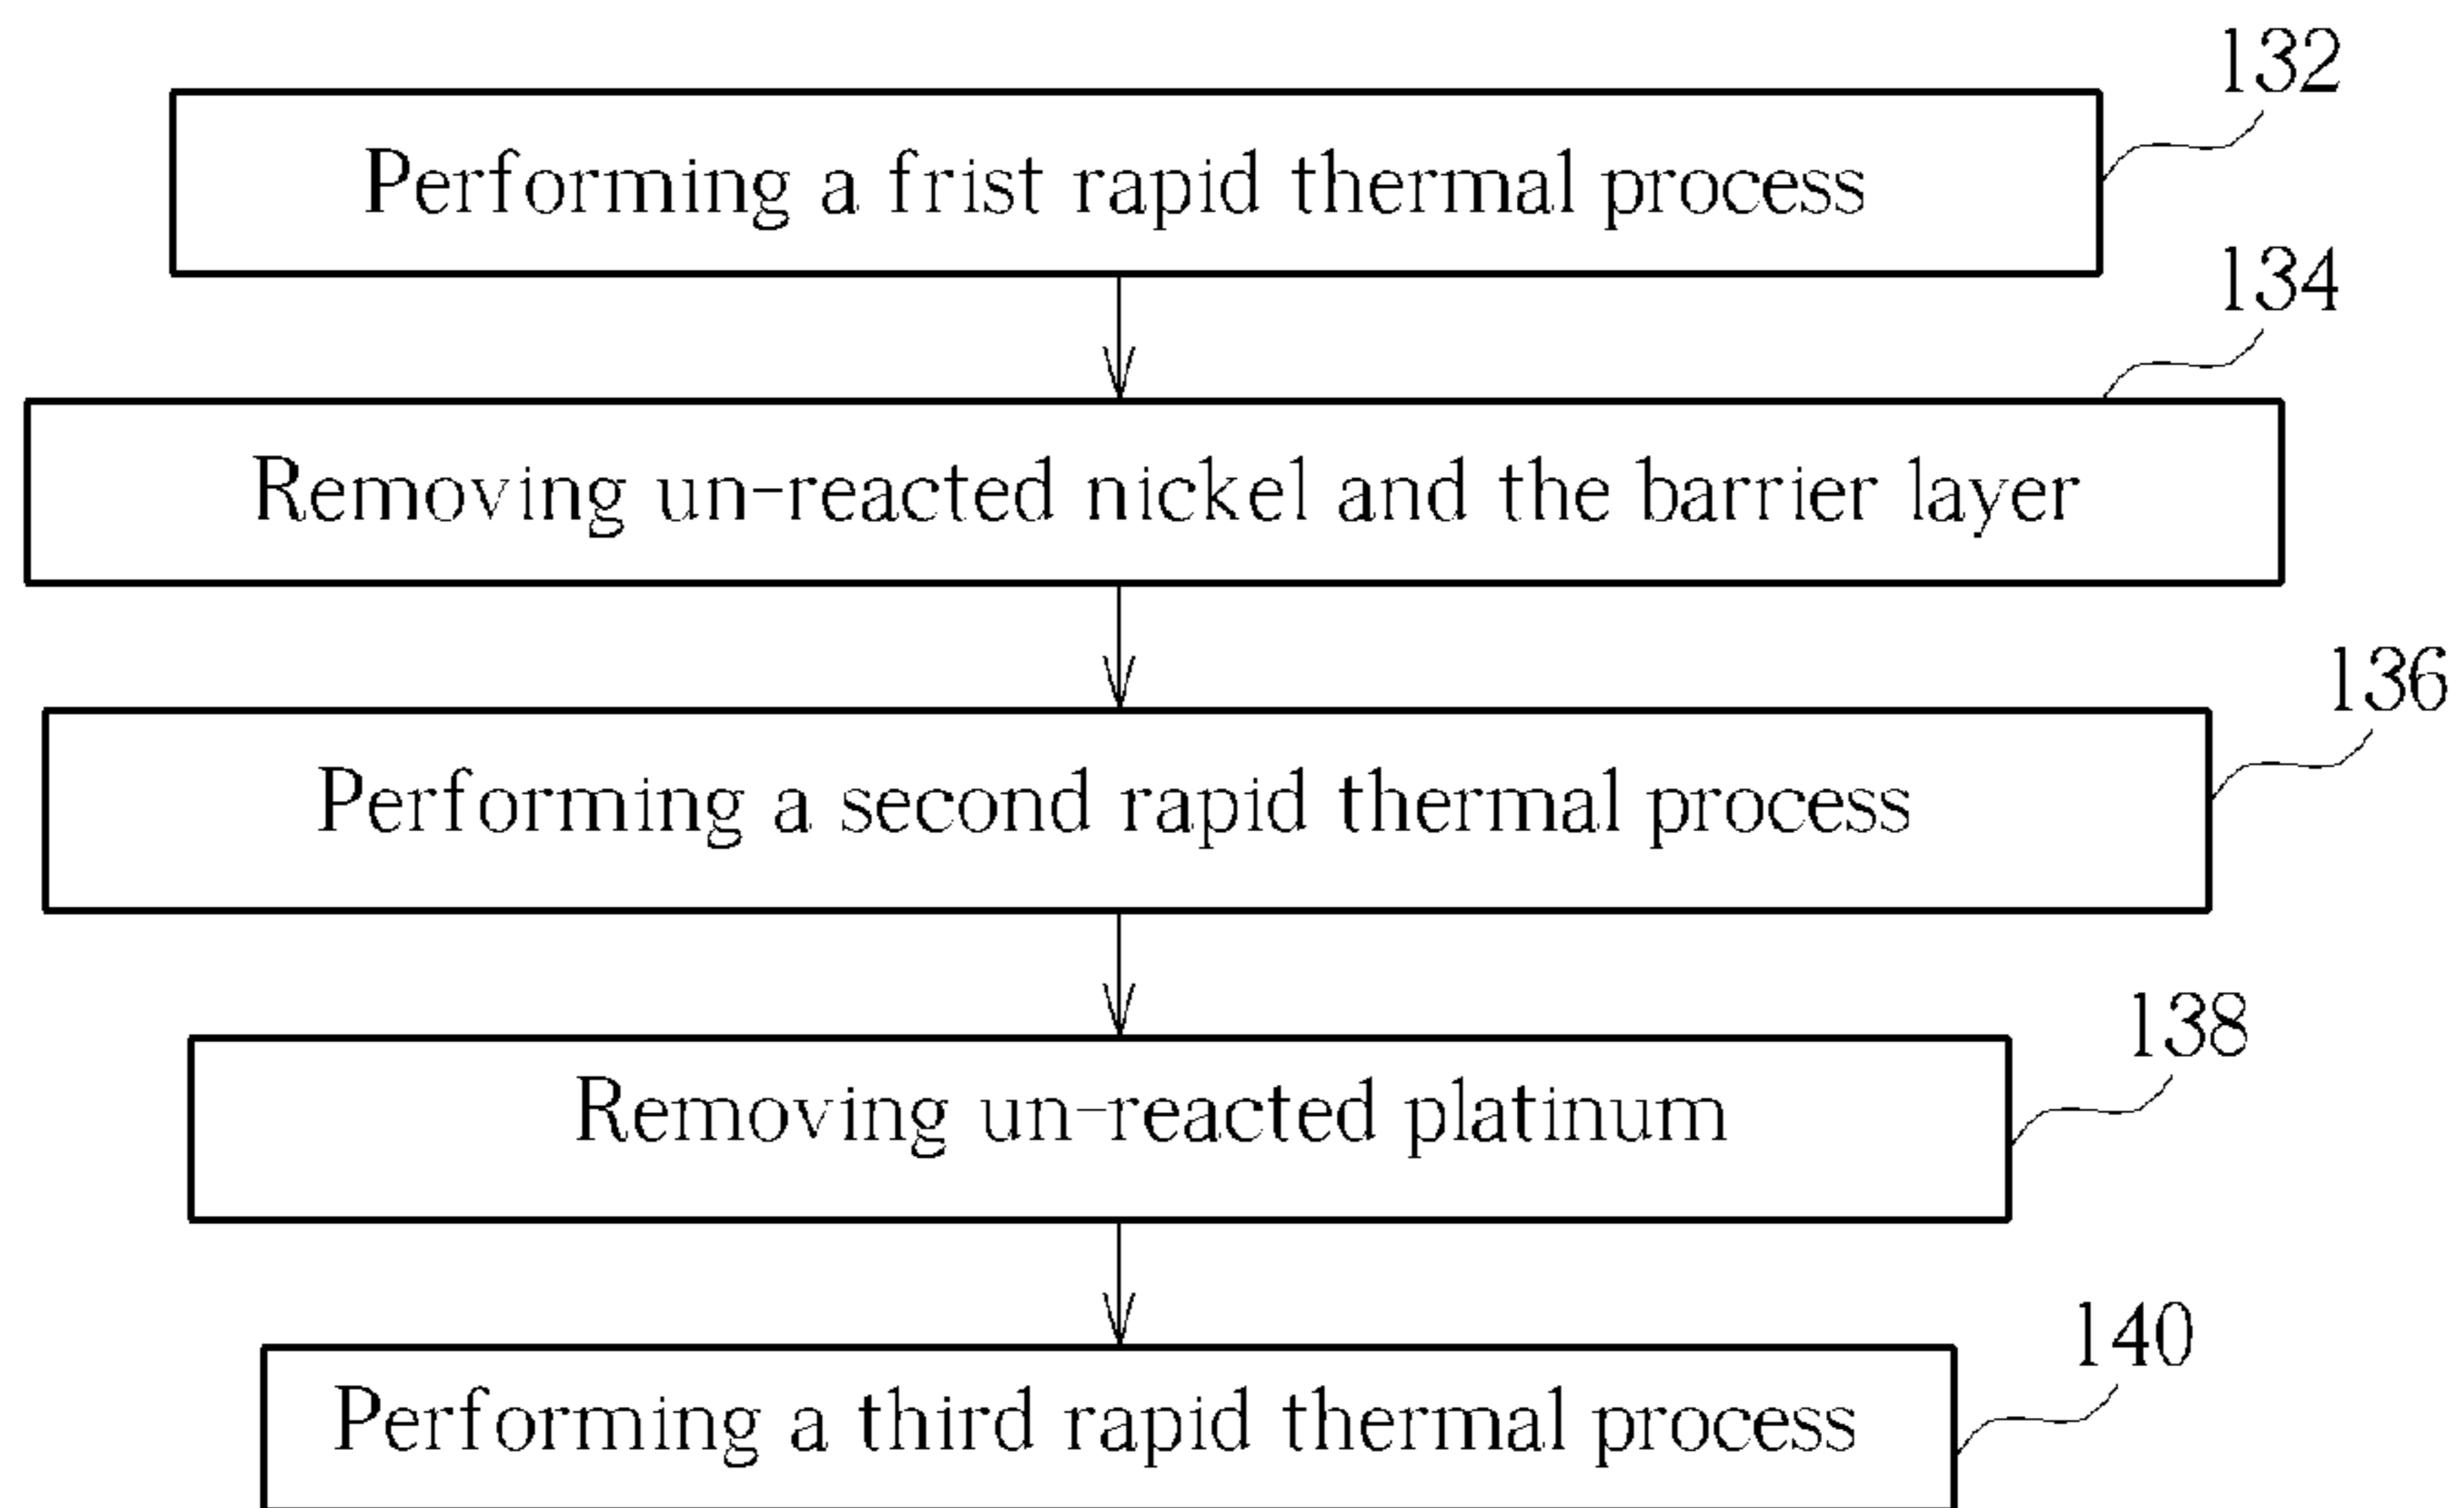 132
Performing a frist rapid thermal process
134
Removing un-reacted nickel and the barrier layer
136
Performing a second rapid thermal process
138
Removing un-reacted platinum
140
Performing a third rapid thermal process